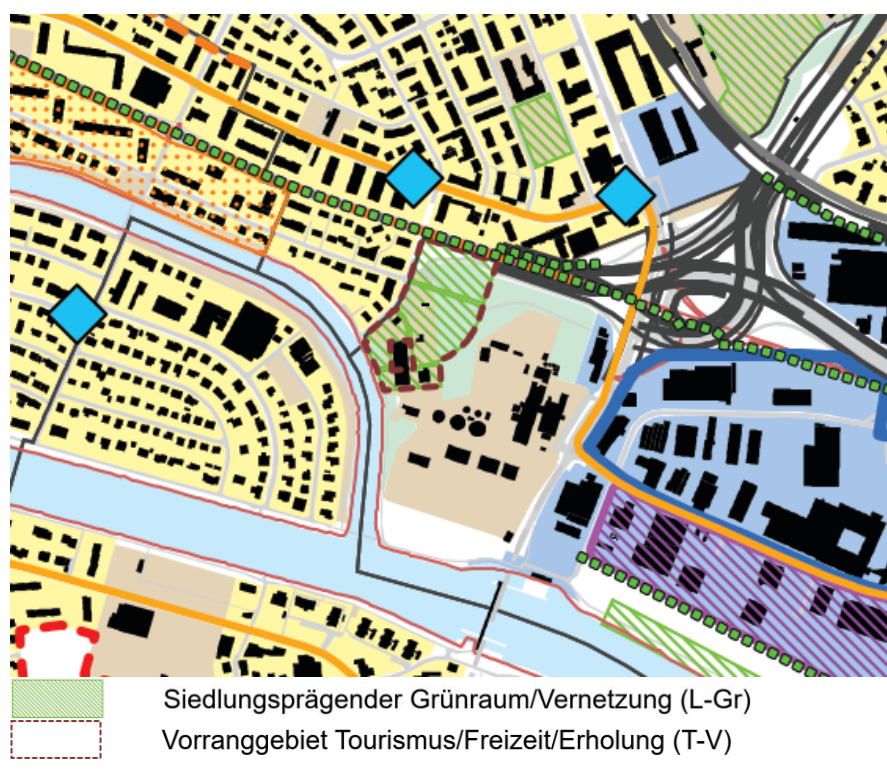 Siedlungsprägender Grünraum/Vernetzung (L-Gr)
Vorranggebiet Tourismus/Freizeit/Erholung (T-V)